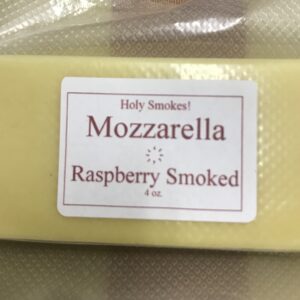 Holy Smokes!
Mozzarella
Raspberry Smoked
4 oz.